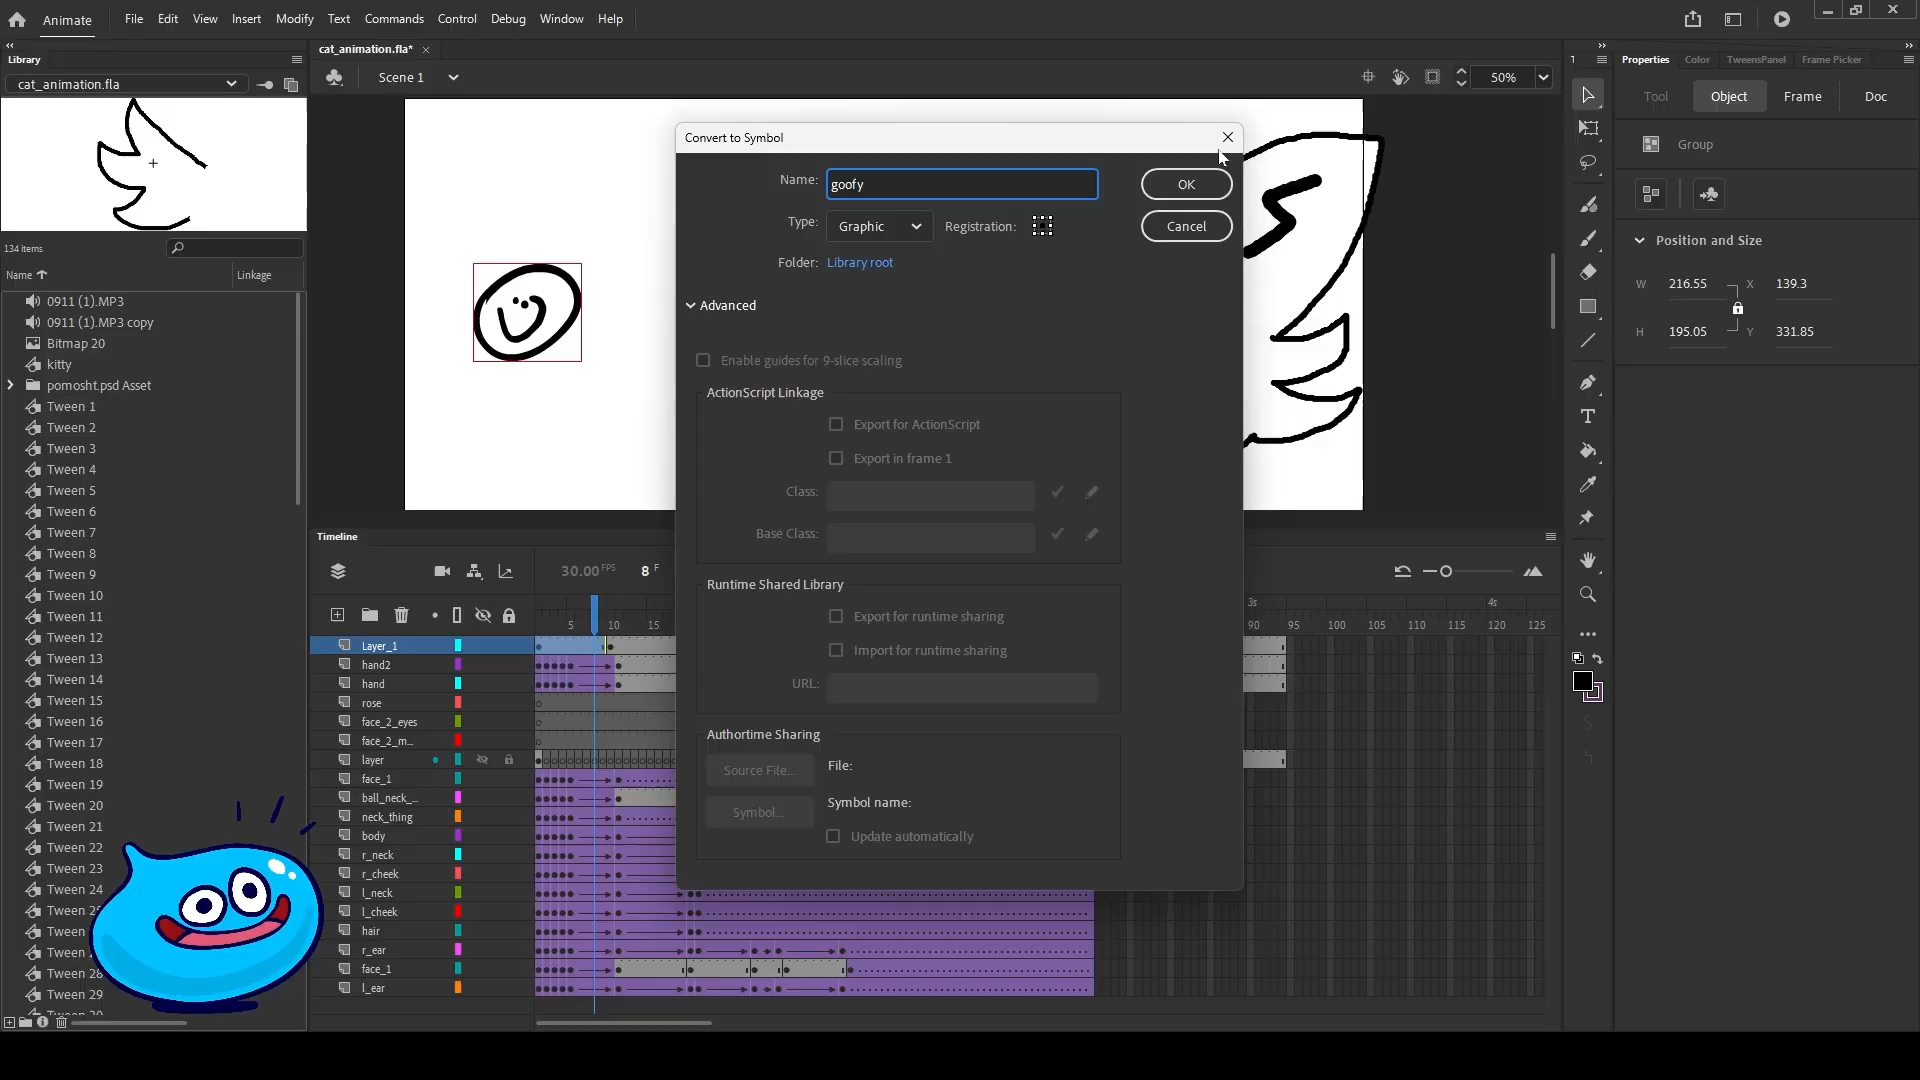 Animate
File Edit View Insert Modify Text Commands Control Debug Window Help
Library
cat_animation.fla* ×
Properties Color TweensPanel Frame Picker
cat_animation.fla
Scene 1
50%
Tool Object Frame Doc
Convert to Symbol
Name: goofy OK
Type: Graphic Registration: Cancel
Folder: Library root
Group
Position and Size
W 216.55 X 139.3
H 195.05 Y 331.85
134 items
Name Linkage
0911 (1).MP3
0911 (1).MP3 copy
Bitmap 20
kitty
pomosht.psd Asset
Tween 1
Tween 2
Tween 3
Tween 4
Tween 5
Tween 6
Tween 7
Tween 8
Tween 9
Tween 10
Tween 11
Tween 12
Tween 13
Tween 14
Tween 15
Tween 16
Tween 17
Tween 18
Tween 19
Tween 20
Tween 21
Tween 22
Tween 23
Tween 24
Tween
Tween
Tween
Tween 28
Tween 29
Advanced
Enable guides for 9-slice scaling
ActionScript Linkage
Export for ActionScript
Export in frame 1
Class:
Base Class:
Runtime Shared Library
Export for runtime sharing
Import for runtime sharing
URL:
Authortime Sharing
Source File... File:
Symbol... Symbol name:
Update automatically
Timeline
30.00 FPS 8 F
3s 4s
5 10 15 90 95 100 105 110 115 120 125
Layer_1
hand2
hand
rose
face_2_eyes
face_2_m...
layer
face_1
ball_neck_...
neck_thing
body
r_neck
r_cheek
l_neck
l_cheek
hair
r_ear
face_1
l_ear